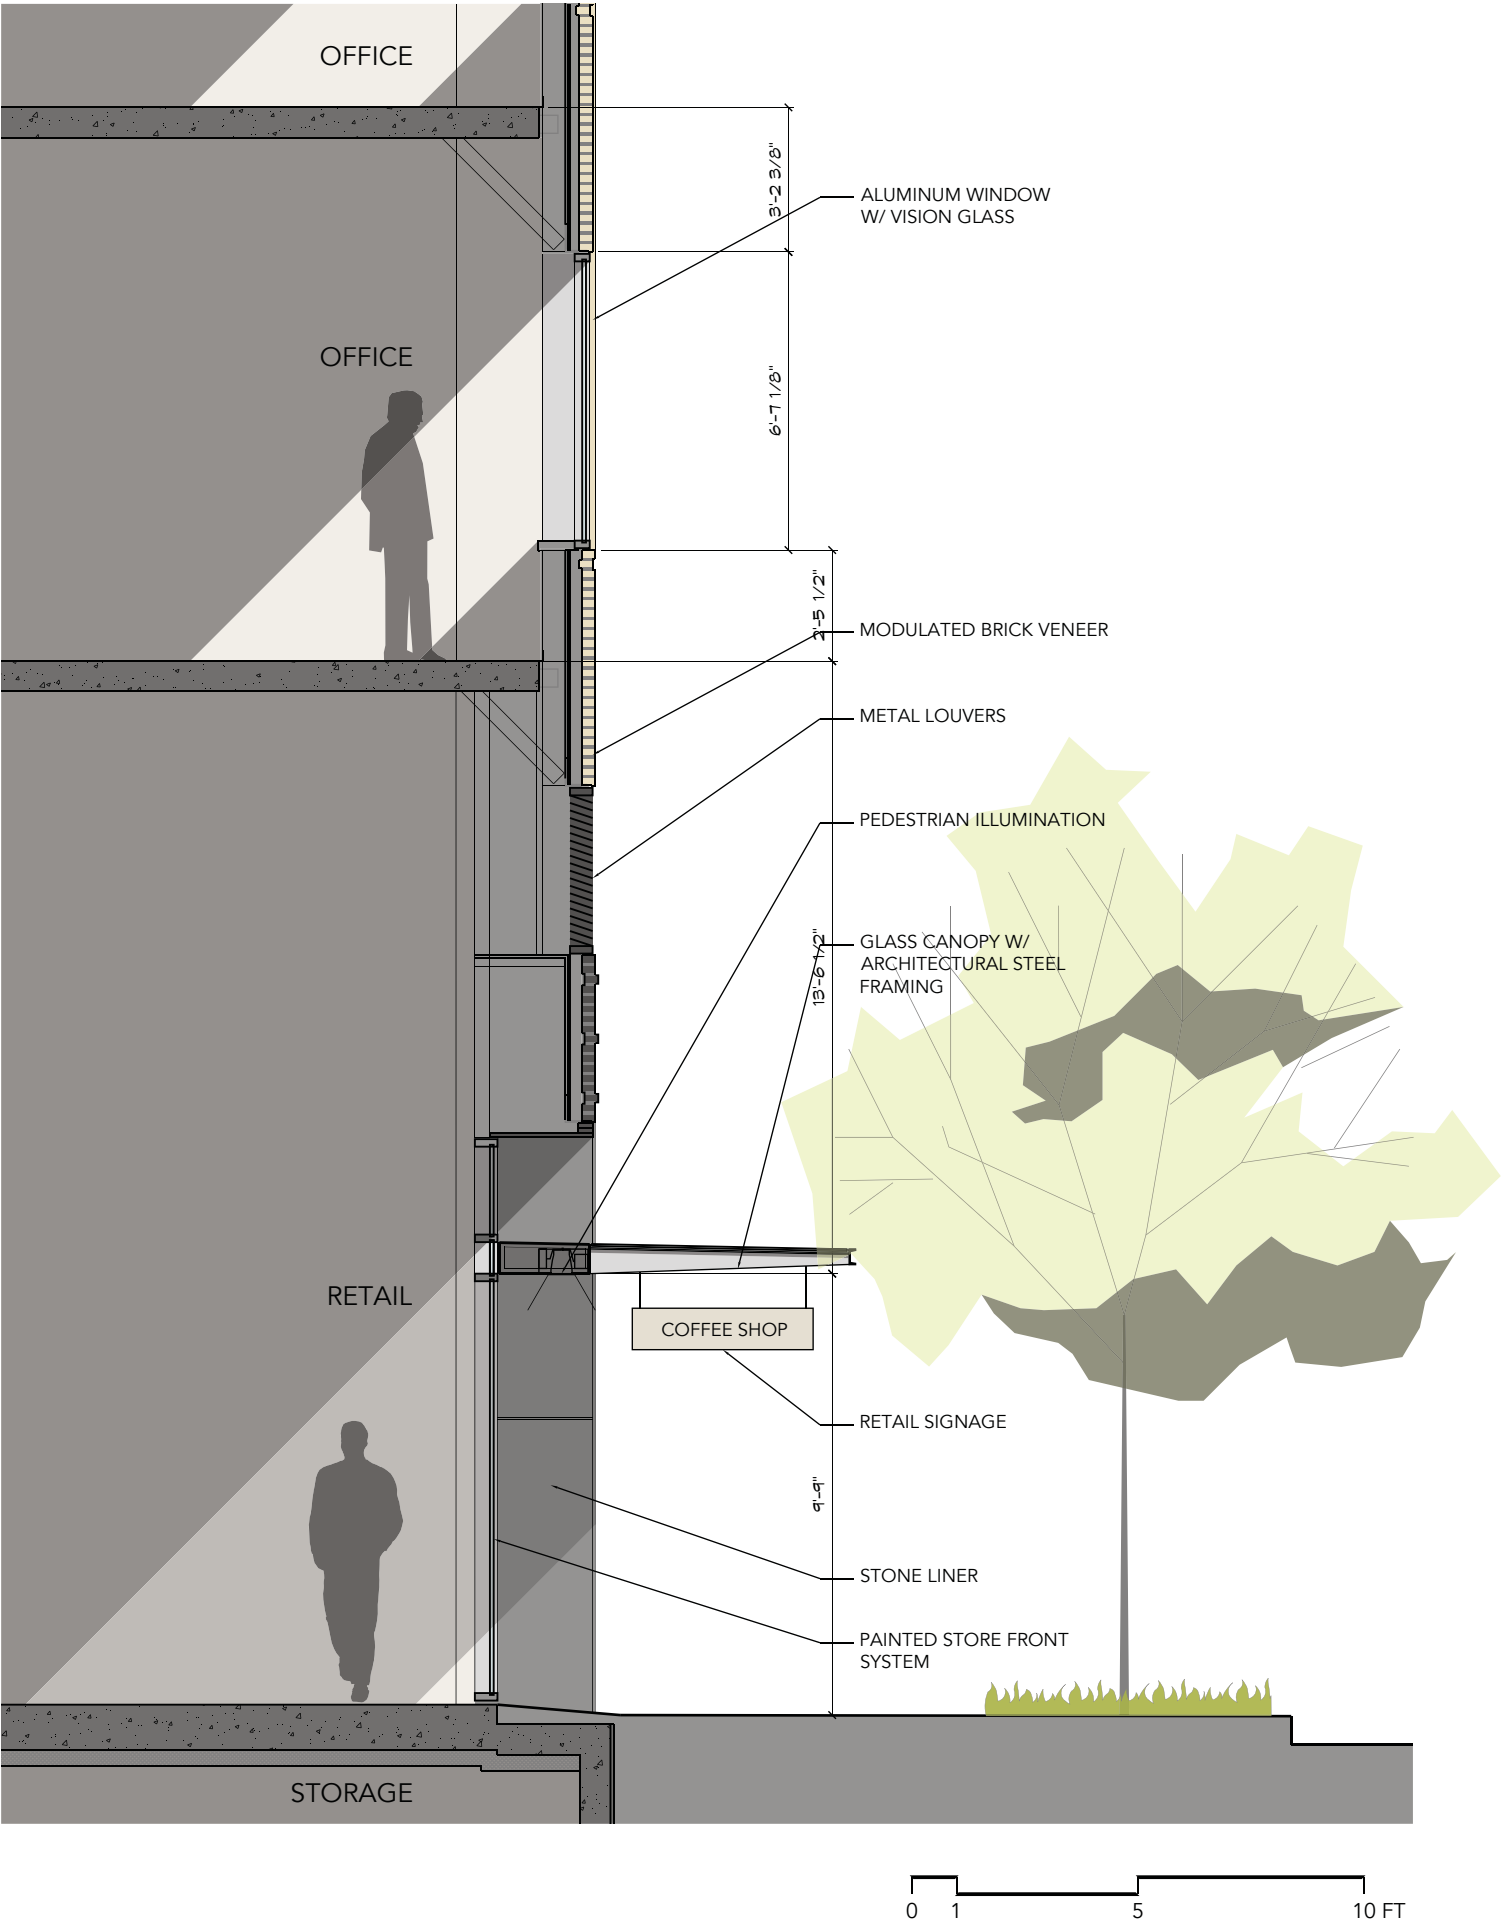 OFFICE
3'-2 3/8"
ALUMINUM WINDOW
W/ VISION GLASS
OFFICE
6'-7 1/8"
2'-5 1/2"
MODULATED BRICK VENEER
METAL LOUVERS
PEDESTRIAN ILLUMINATION
13'-6 1/2"
GLASS CANOPY W/
ARCHITECTURAL STEEL
FRAMING
RETAIL
COFFEE SHOP
RETAIL SIGNAGE
9'-9"
STONE LINER
PAINTED STORE FRONT
SYSTEM
STORAGE
0 1 5 10 FT